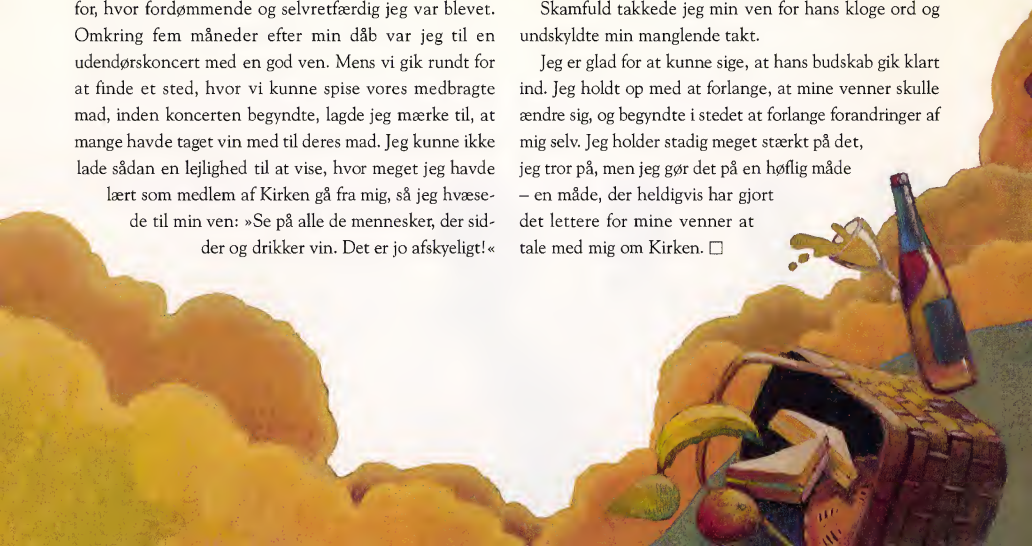 for, hvor fordømmende og selvretfærdig jeg var blevet.
Omkring fem måneder efter min dåb var jeg til en
udendørskoncert med en god ven. Mens vi gik rundt for
at finde et sted, hvor vi kunne spise vores medbragte
mad, inden koncerten begyndte, lagde jeg mærke til, at
mange havde taget vin med til deres mad. Jeg kunne ikke
lade sådan en lejlighed til at vise, hvor meget jeg havde
lært som medlem af Kirken gå fra mig, så jeg hvæse-
de til min ven: »Se på alle de mennesker, der sid-
der og drikker vin. Det er jo afskyeligt!«
Skamfuld takkede jeg min ven for hans kloge ord og
undskyldte min manglende takt.
Jeg er glad for at kunne sige, at hans budskab gik klart
ind. Jeg holdt op med at forlange, at mine venner skulle
ændre sig, og begyndte i stedet at forlange forandringer af
mig selv. Jeg holder stadig meget stærkt på det,
jeg tror på, men jeg gør det på en høflig måde
– en måde, der heldigvis har gjort
det lettere for mine venner at
tale med mig om Kirken. □